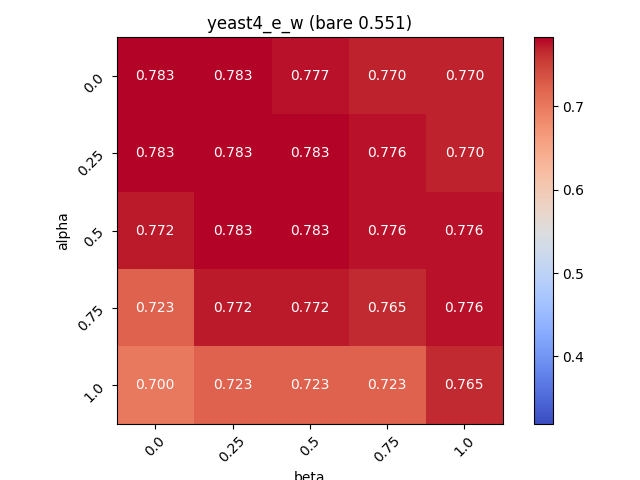 yeast4_e_w (bare 0.551)
0.0 0.783 0.783 0.777 0.770 0.770
0.25 0.783 0.783 0.783 0.776 0.770
0.5 0.772 0.783 0.783 0.776 0.776
0.75 0.723 0.772 0.772 0.765 0.776
1.0 0.700 0.723 0.723 0.723 0.765
alpha
0.0 0.25 0.5 0.75 1.0
beta
0.7
0.6
0.5
0.4